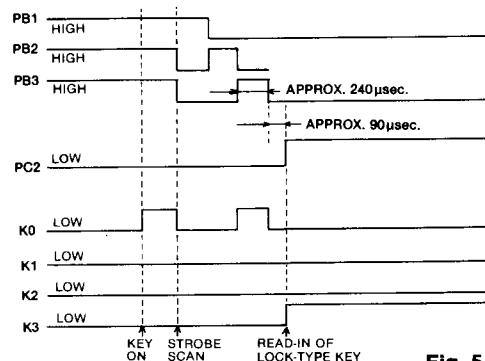 PB1 HIGH
PB2 HIGH
PB3 HIGH
APPROX. 240μsec.
APPROX. 90μsec.
PC2 LOW
K0 LOW
K1 LOW
K2 LOW
K3 LOW
KEY ON
STROBE SCAN
READ-IN OF LOCK-TYPE KEY
Fig. 5